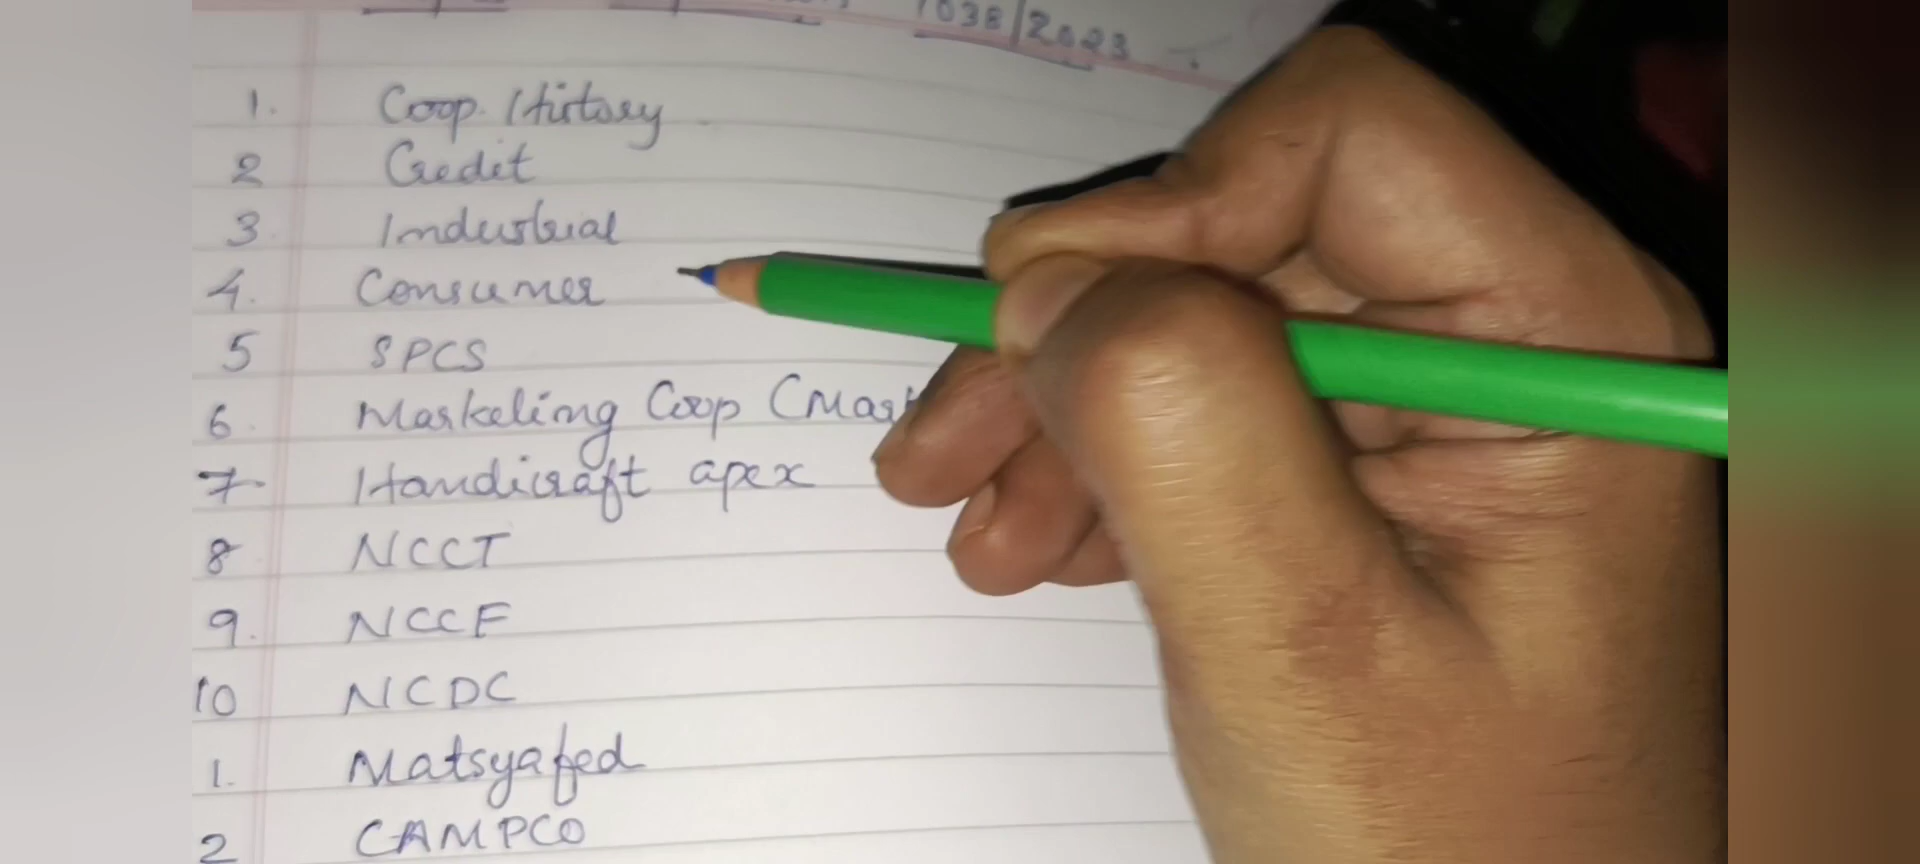 1038/2023
1. Coop. History
2 Credit
3. Industrial
4. Consumer
5 SPCS
6. Marketing Coop (Mark
7. Handicraft apex
8 NCCT
9. NCCF
10 NCDC
1. Matsyafed
2 CAMPCO